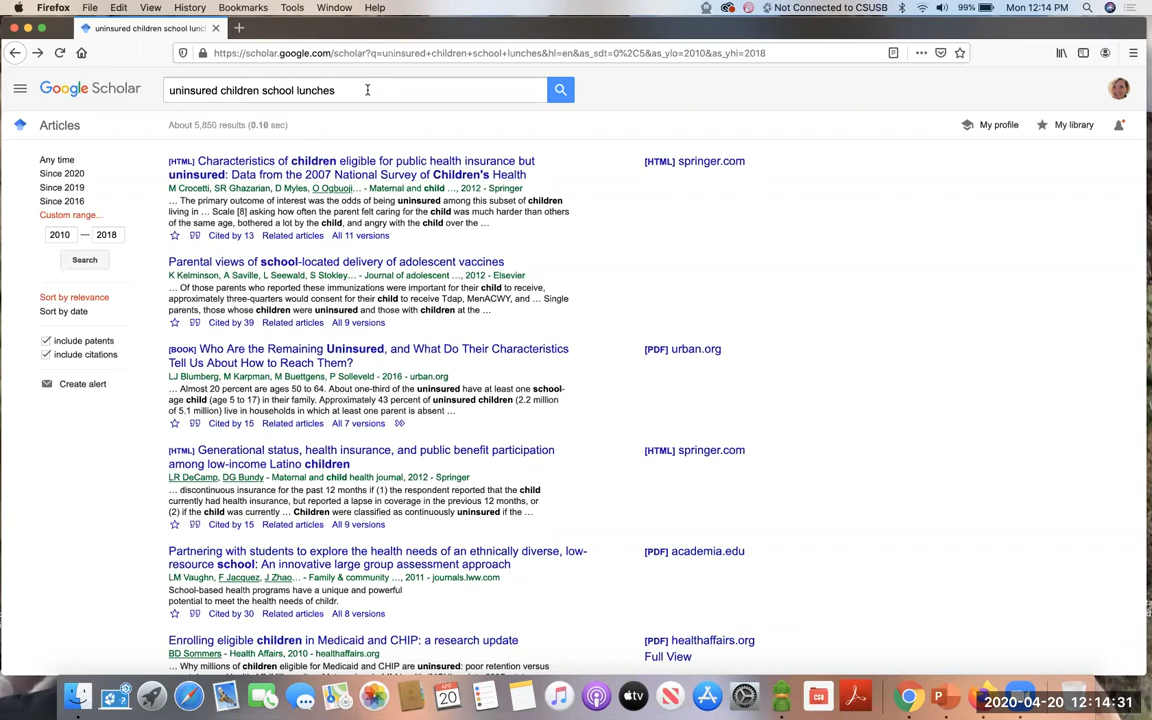 Firefox File Edit View History Bookmarks Tools Window Help Not Connected to CSUSB 99% Mon 12:14 PM
uninsured children school lunc
https://scholar.google.com/scholar?q=uninsured+children+school+lunches&hl=en&as_sdt=0%2C5&as_ylo=2010&as_yhi=2018
Google Scholar
uninsured children school lunches
Articles
About 5,850 results (0.10 sec)
My profile
My library
Any time
Since 2020
Since 2019
Since 2016
Custom range...
2010 — 2018
Search
Sort by relevance
Sort by date
include patents
include citations
Create alert
[HTML] Characteristics of children eligible for public health insurance but
uninsured: Data from the 2007 National Survey of Children's Health
M Crocetti, SR Ghazarian, D Myles, O Ogbuoji… - Maternal and child …, 2012 - Springer
… The primary outcome of interest was the odds of being uninsured among this subset of children
living in … Scale [8] asking how often the parent felt caring for the child was much harder than others
of the same age, bothered a lot by the child, and angry with the child over the …
Cited by 13 Related articles All 11 versions
[HTML] springer.com
Parental views of school-located delivery of adolescent vaccines
K Kelminson, A Saville, L Seewald, S Stokley… - Journal of adolescent …, 2012 - Elsevier
… Of those parents who reported these immunizations were important for their child to receive,
approximately three-quarters would consent for their child to receive Tdap, MenACWY, and … Single
parents, those whose children were uninsured and those with children at the …
Cited by 39 Related articles All 9 versions
[BOOK] Who Are the Remaining Uninsured, and What Do Their Characteristics
Tell Us About How to Reach Them?
LJ Blumberg, M Karpman, M Buettgens, P Solleveld - 2016 - urban.org
… Almost 20 percent are ages 50 to 64. About one-third of the uninsured have at least one school-
age child (age 5 to 17) in their family. Approximately 43 percent of uninsured children (2.2 million
of 5.1 million) live in households in which at least one parent is absent …
Cited by 15 Related articles All 7 versions
[PDF] urban.org
[HTML] Generational status, health insurance, and public benefit participation
among low-income Latino children
LR DeCamp, DG Bundy - Maternal and child health journal, 2012 - Springer
… discontinuous insurance for the past 12 months if (1) the respondent reported that the child
currently had health insurance, but reported a lapse in coverage in the previous 12 months, or
(2) if the child was currently … Children were classified as continuously uninsured if the …
Cited by 15 Related articles All 9 versions
[HTML] springer.com
Partnering with students to explore the health needs of an ethnically diverse, low-
resource school: An innovative large group assessment approach
LM Vaughn, F Jacquez, J Zhao… - Family & community …, 2011 - journals.lww.com
School-based health programs have a unique and powerful
potential to meet the health needs of childr.
Cited by 30 Related articles All 8 versions
[PDF] academia.edu
Enrolling eligible children in Medicaid and CHIP: a research update
BD Sommers - Health Affairs, 2010 - healthaffairs.org
… Why millions of children eligible for Medicaid and CHIP are uninsured: poor retention versus
[PDF] healthaffairs.org
Full View
APR
20
tv
CSB
P
2020-04-20 12:14:31